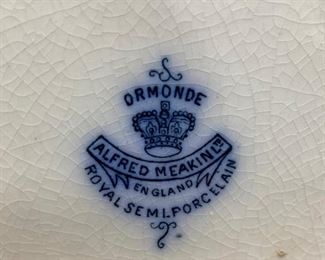 ORMONDE
ALFRED MEAKIN LTD
ENGLAND
ROYAL SEMI.PORCELAIN